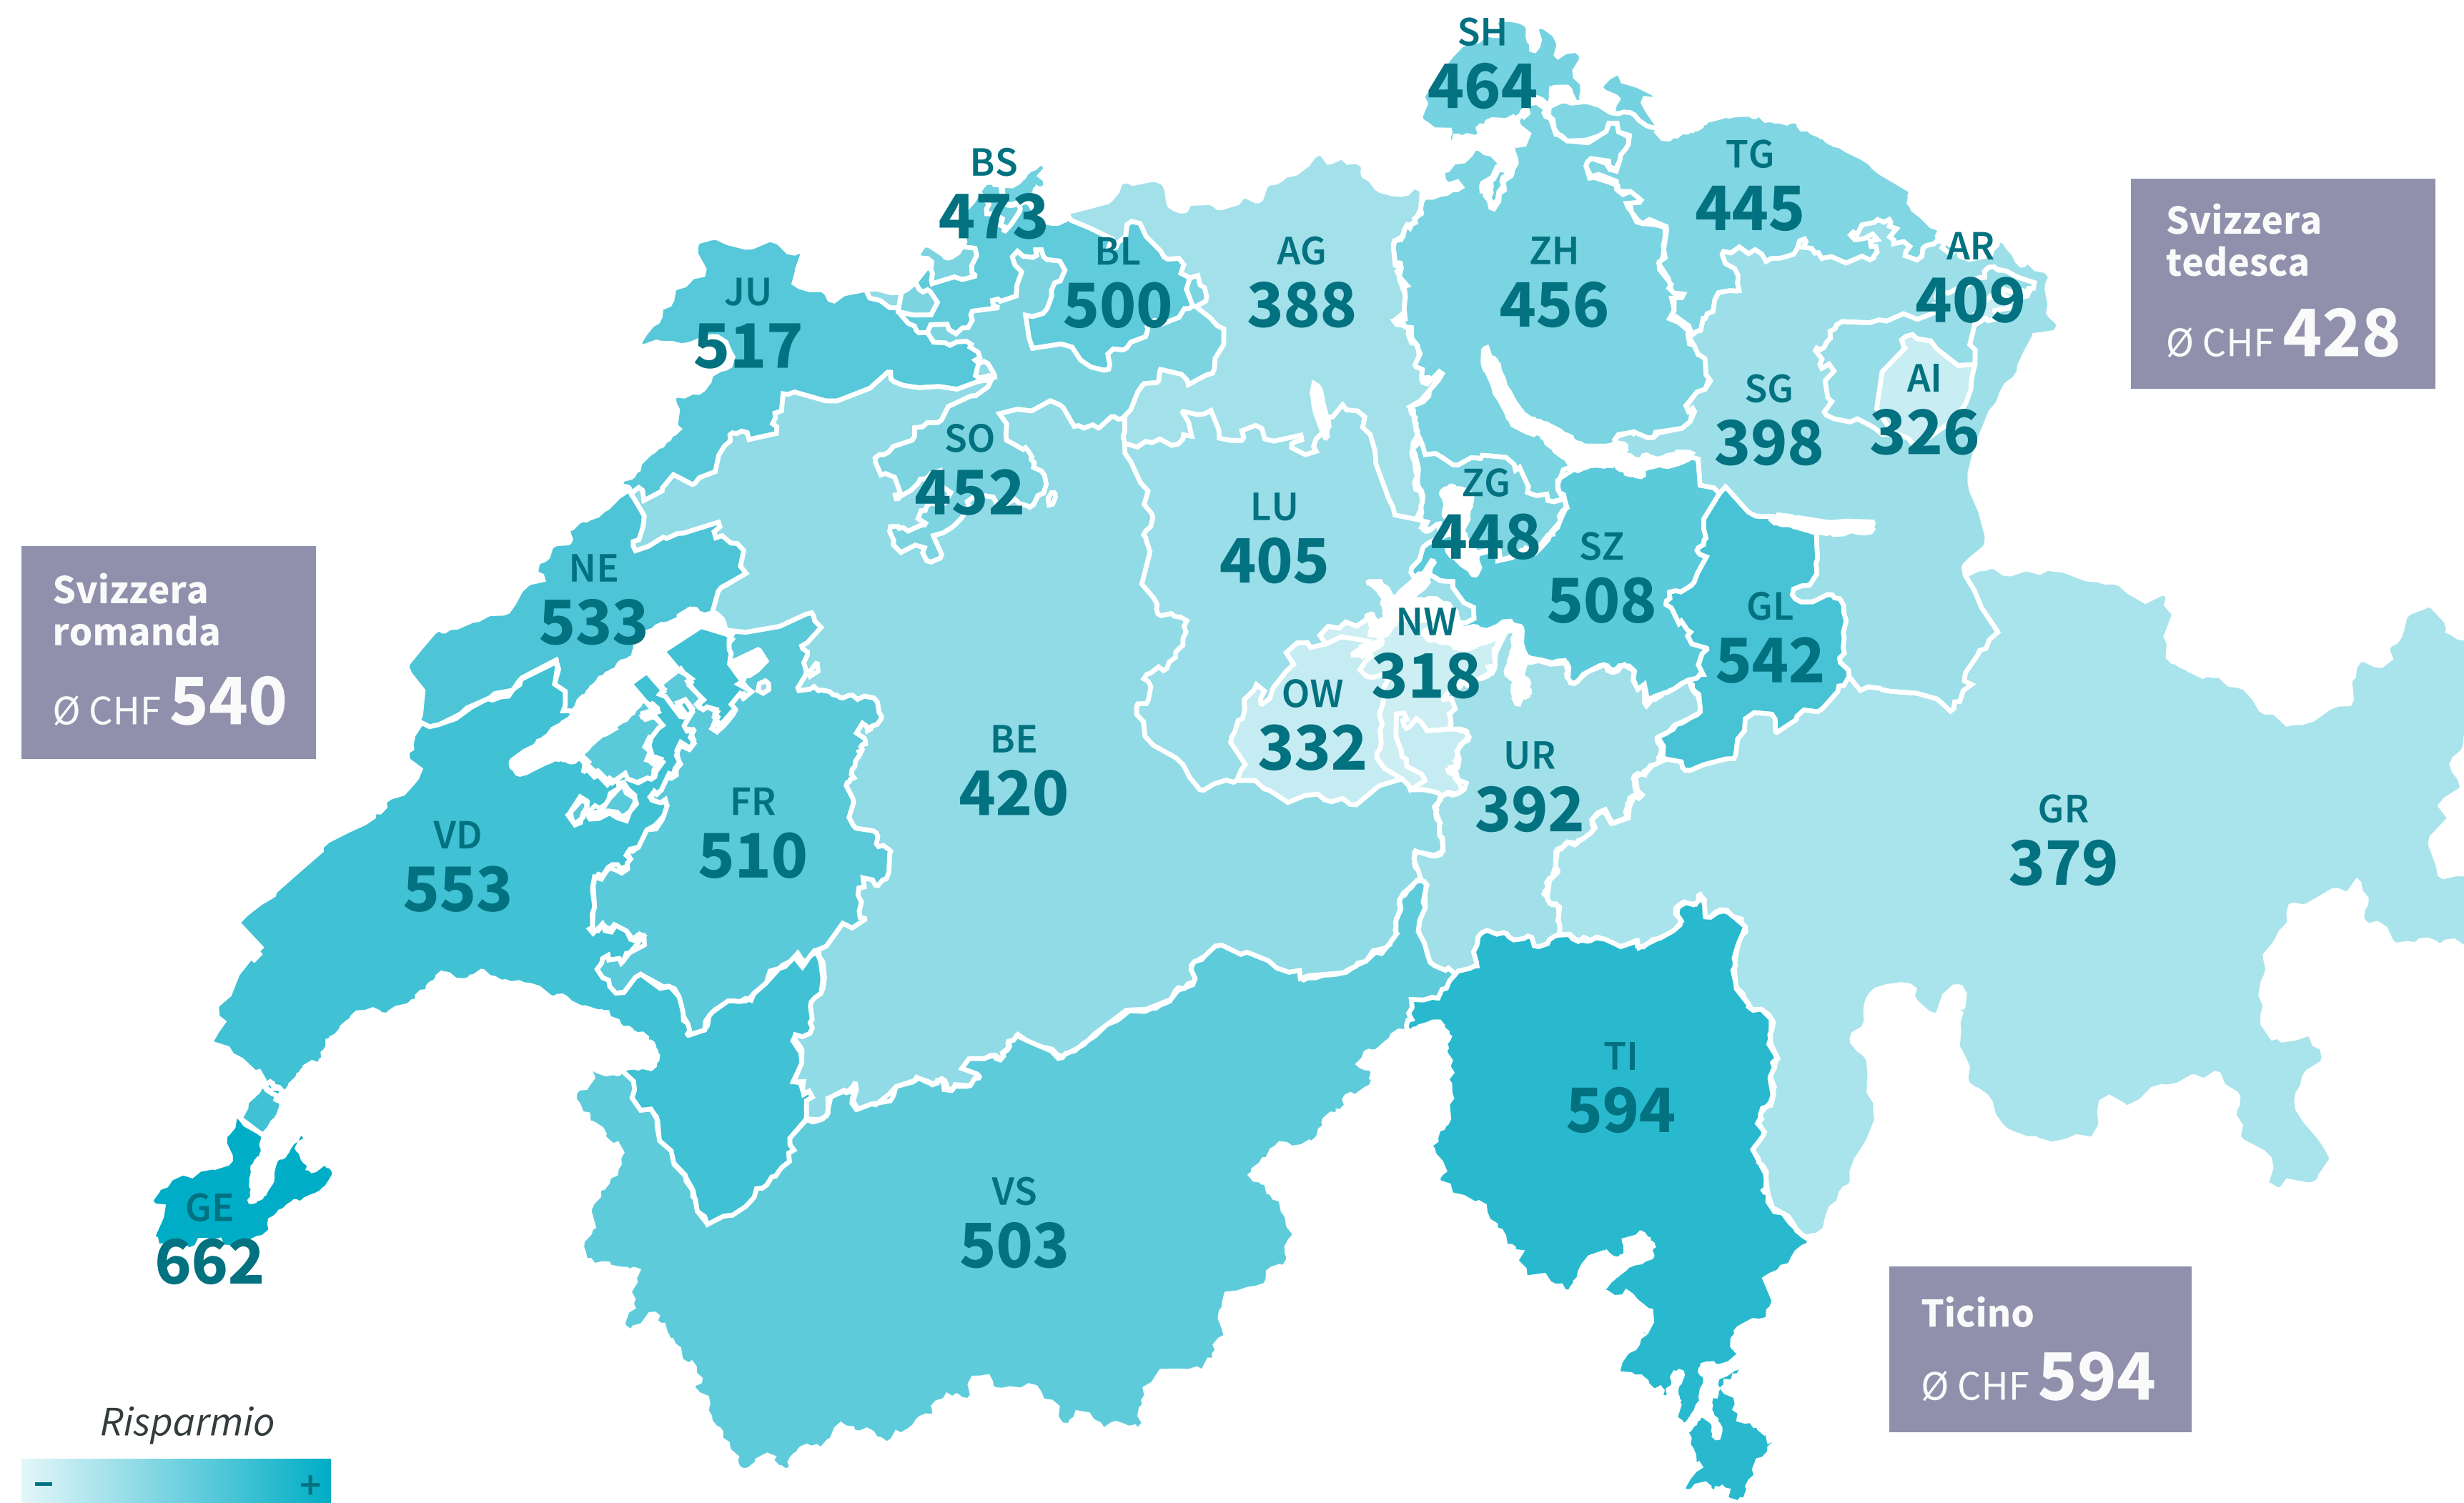 SH
464
BS
473
TG
445
Svizzera
tedesca
Ø CHF 428
BL
500
AG
388
ZH
456
AR
409
JU
517
SG
398
AI
326
SO
452
LU
405
ZG
448
SZ
508
Svizzera
romanda
Ø CHF 540
NE
533
NW
318
GL
542
OW
332
BE
420
UR
392
FR
510
VD
553
GR
379
TI
594
GE
662
VS
503
Ticino
Ø CHF 594
Risparmio
− +